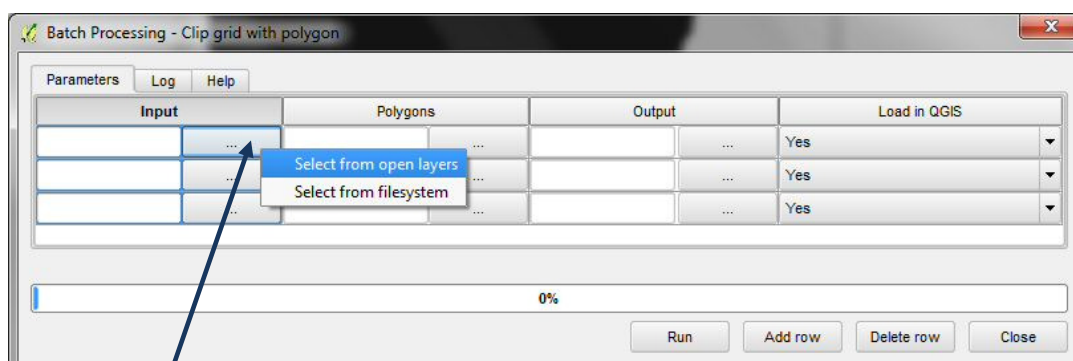 Batch Processing - Clip grid with polygon
x
Parameters Log Help
Input Polygons Output Load in QGIS
... ... ... Yes
Select from open layers
... ... ... Yes
Select from filesystem
... ... ... Yes
0%
Run Add row Delete row Close